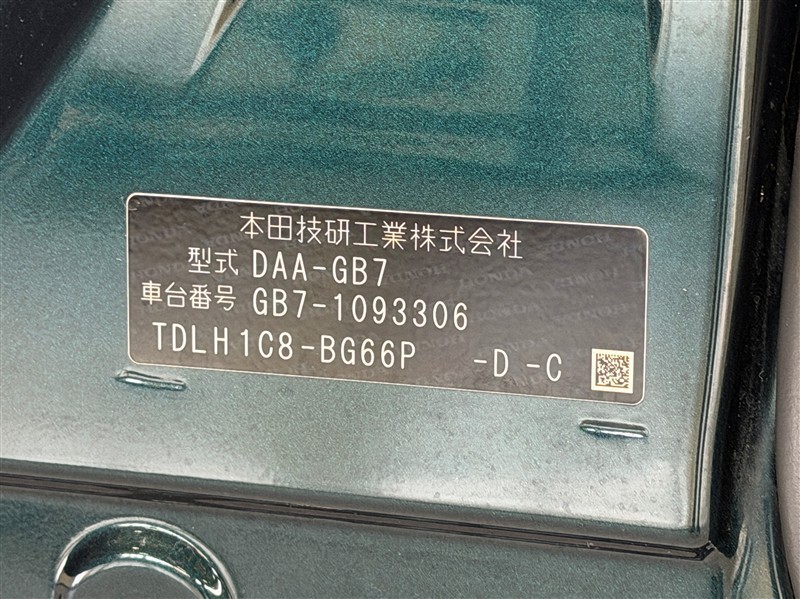 本田技研工業株式会社
型式 DAA-GB7
車台番号 GB7-1093306
TDLH1C8-BG66P -D -C